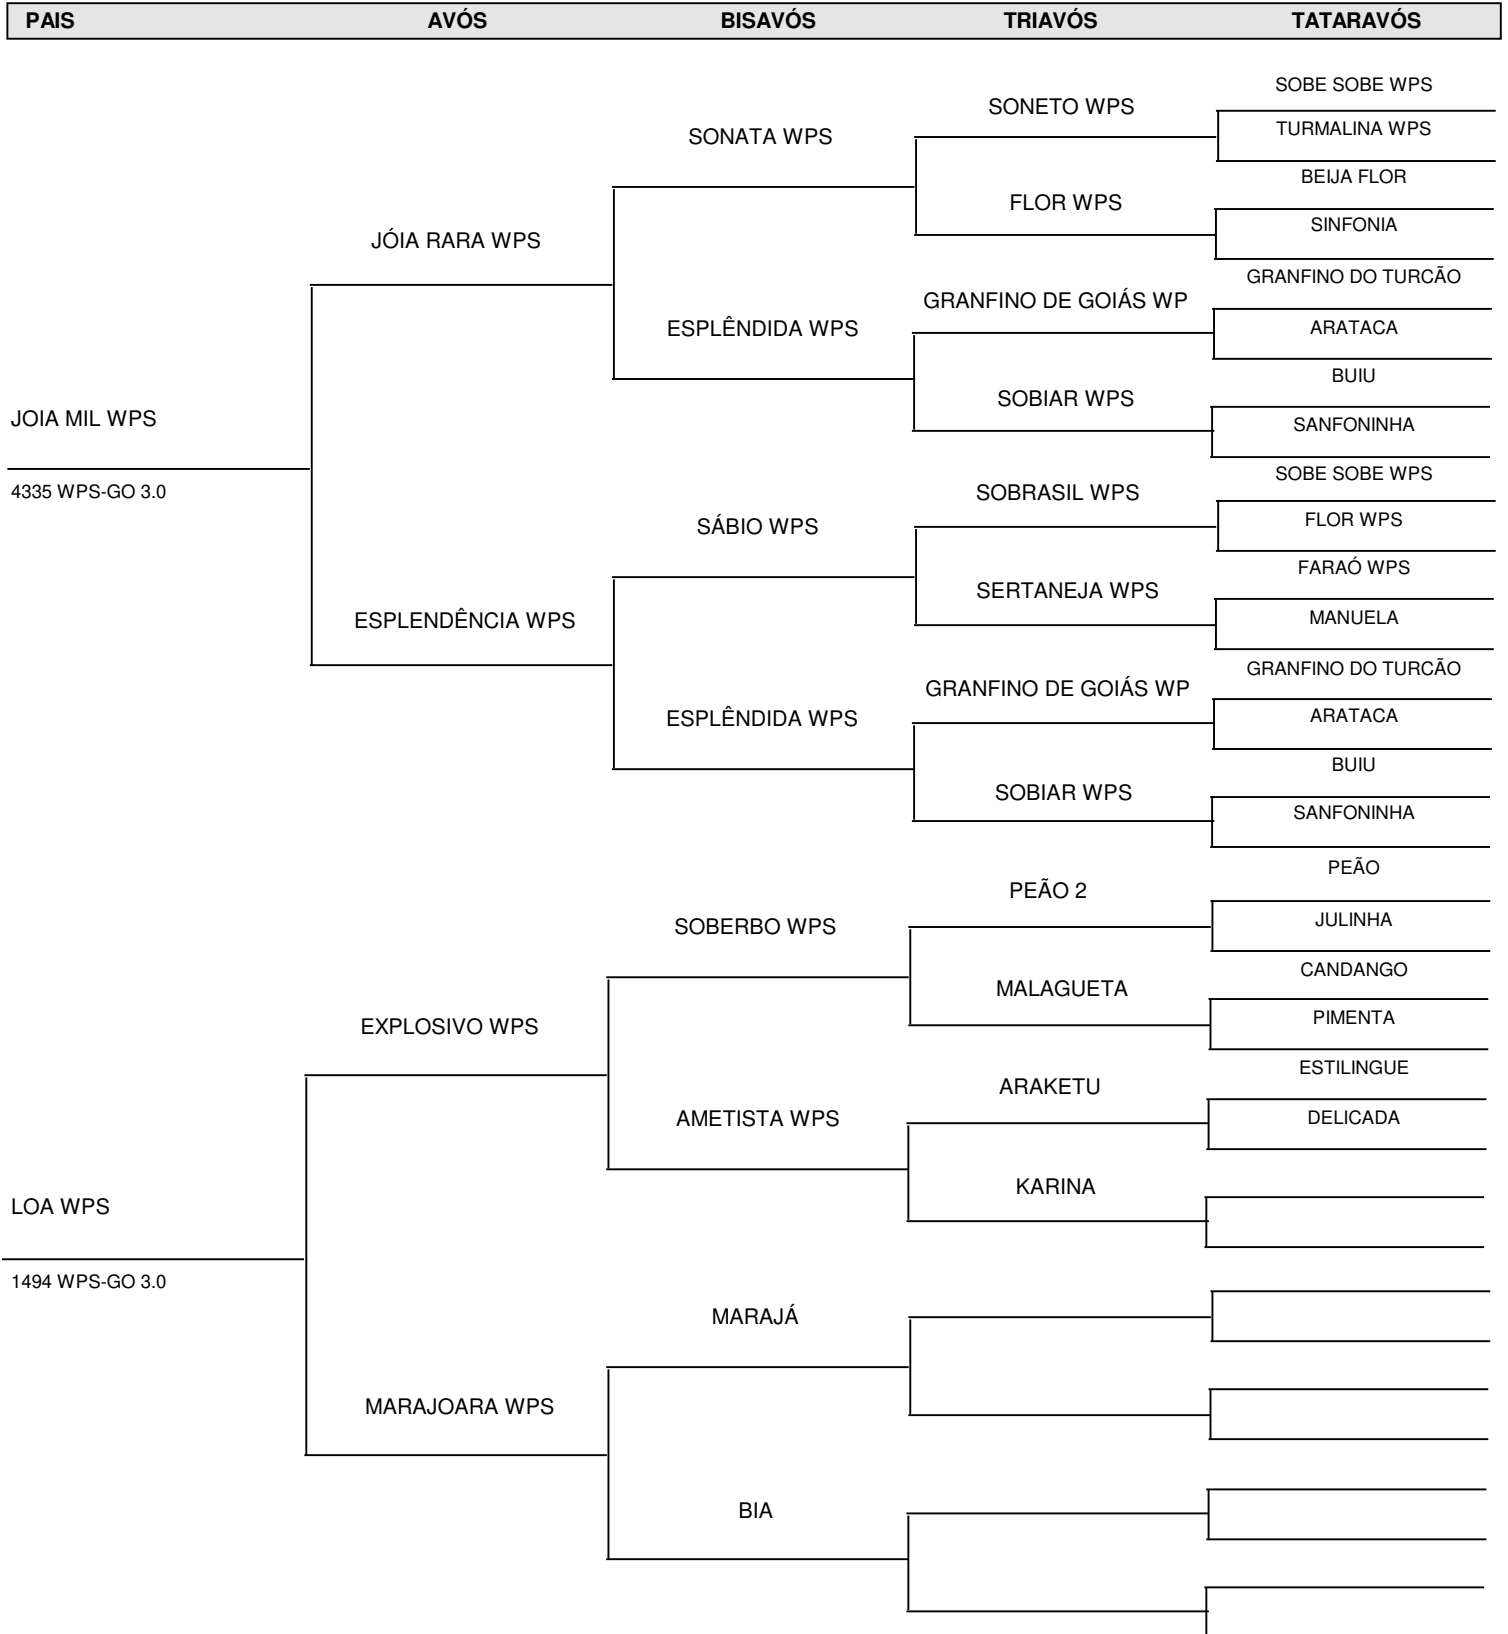 PAIS AVÓS BISAVÓS TRIAVÓS TATARAVÓS
SOBE SOBE WPS
SONETO WPS
TURMALINA WPS
SONATA WPS
BEIJA FLOR
FLOR WPS
SINFONIA
JÓIA RARA WPS
GRANFINO DO TURCÃO
GRANFINO DE GOIÁS WP
ARATACA
ESPLÊNDIDA WPS
BUIU
SOBIAR WPS
SANFONINHA
JOIA MIL WPS
4335 WPS-GO 3.0
SOBE SOBE WPS
SOBRASIL WPS
FLOR WPS
SÁBIO WPS
FARAÓ WPS
SERTANEJA WPS
MANUELA
ESPLENDÊNCIA WPS
GRANFINO DO TURCÃO
GRANFINO DE GOIÁS WP
ARATACA
ESPLÊNDIDA WPS
BUIU
SOBIAR WPS
SANFONINHA
PEÃO
PEÃO 2
JULINHA
SOBERBO WPS
CANDANGO
MALAGUETA
PIMENTA
EXPLOSIVO WPS
ESTILINGUE
ARAKETU
DELICADA
AMETISTA WPS
KARINA
LOA WPS
1494 WPS-GO 3.0
MARAJÁ
MARAJOARA WPS
BIA